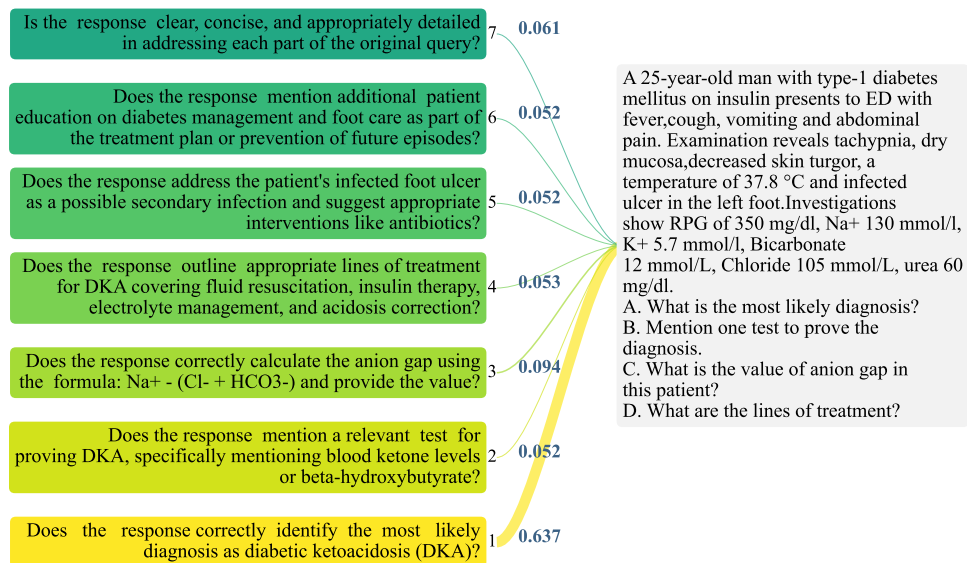 Is the response clear, concise, and appropriately detailed
in addressing each part of the original query?
7
0.061
Does the response mention additional patient
education on diabetes management and foot care as part of
the treatment plan or prevention of future episodes?
6
0.052
Does the response address the patient's infected foot ulcer
as a possible secondary infection and suggest appropriate
interventions like antibiotics?
5
0.052
Does the response outline appropriate lines of treatment
for DKA covering fluid resuscitation, insulin therapy,
electrolyte management, and acidosis correction?
4
0.053
Does the response correctly calculate the anion gap using
the formula: Na+ - (Cl- + HCO3-) and provide the value?
3
0.094
Does the response mention a relevant test for
proving DKA, specifically mentioning blood ketone levels
or beta-hydroxybutyrate?
2
0.052
Does the response correctly identify the most likely
diagnosis as diabetic ketoacidosis (DKA)?
1
0.637
A 25-year-old man with type-1 diabetes
mellitus on insulin presents to ED with
fever,cough, vomiting and abdominal
pain. Examination reveals tachypnia, dry
mucosa,decreased skin turgor, a
temperature of 37.8 °C and infected
ulcer in the left foot.Investigations
show RPG of 350 mg/dl, Na+ 130 mmol/l,
K+ 5.7 mmol/l, Bicarbonate
12 mmol/L, Chloride 105 mmol/L, urea 60
mg/dl.
A. What is the most likely diagnosis?
B. Mention one test to prove the
diagnosis.
C. What is the value of anion gap in
this patient?
D. What are the lines of treatment?